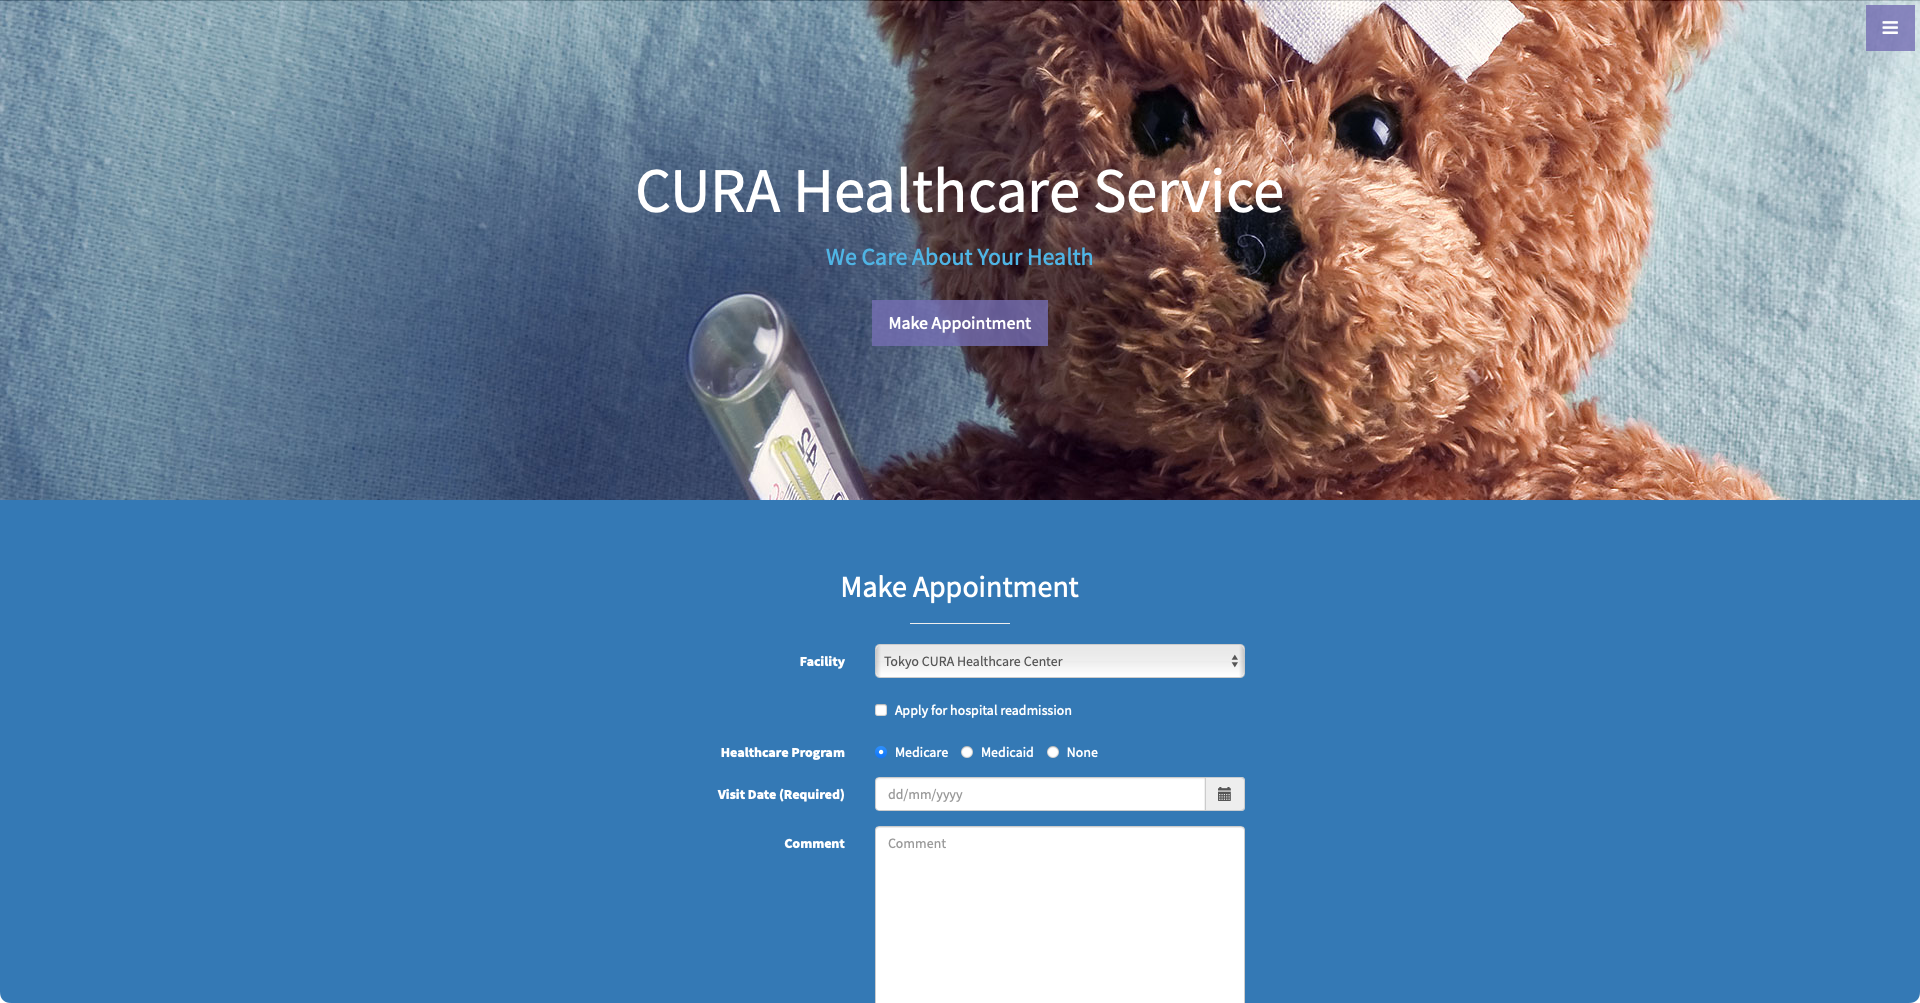 CURA Healthcare Service
We Care About Your Health
Make Appointment
Make Appointment
Facility
Tokyo CURA Healthcare Center
Apply for hospital readmission
Healthcare Program
Medicare Medicaid None
Visit Date (Required)
dd/mm/yyyy
Comment
Comment